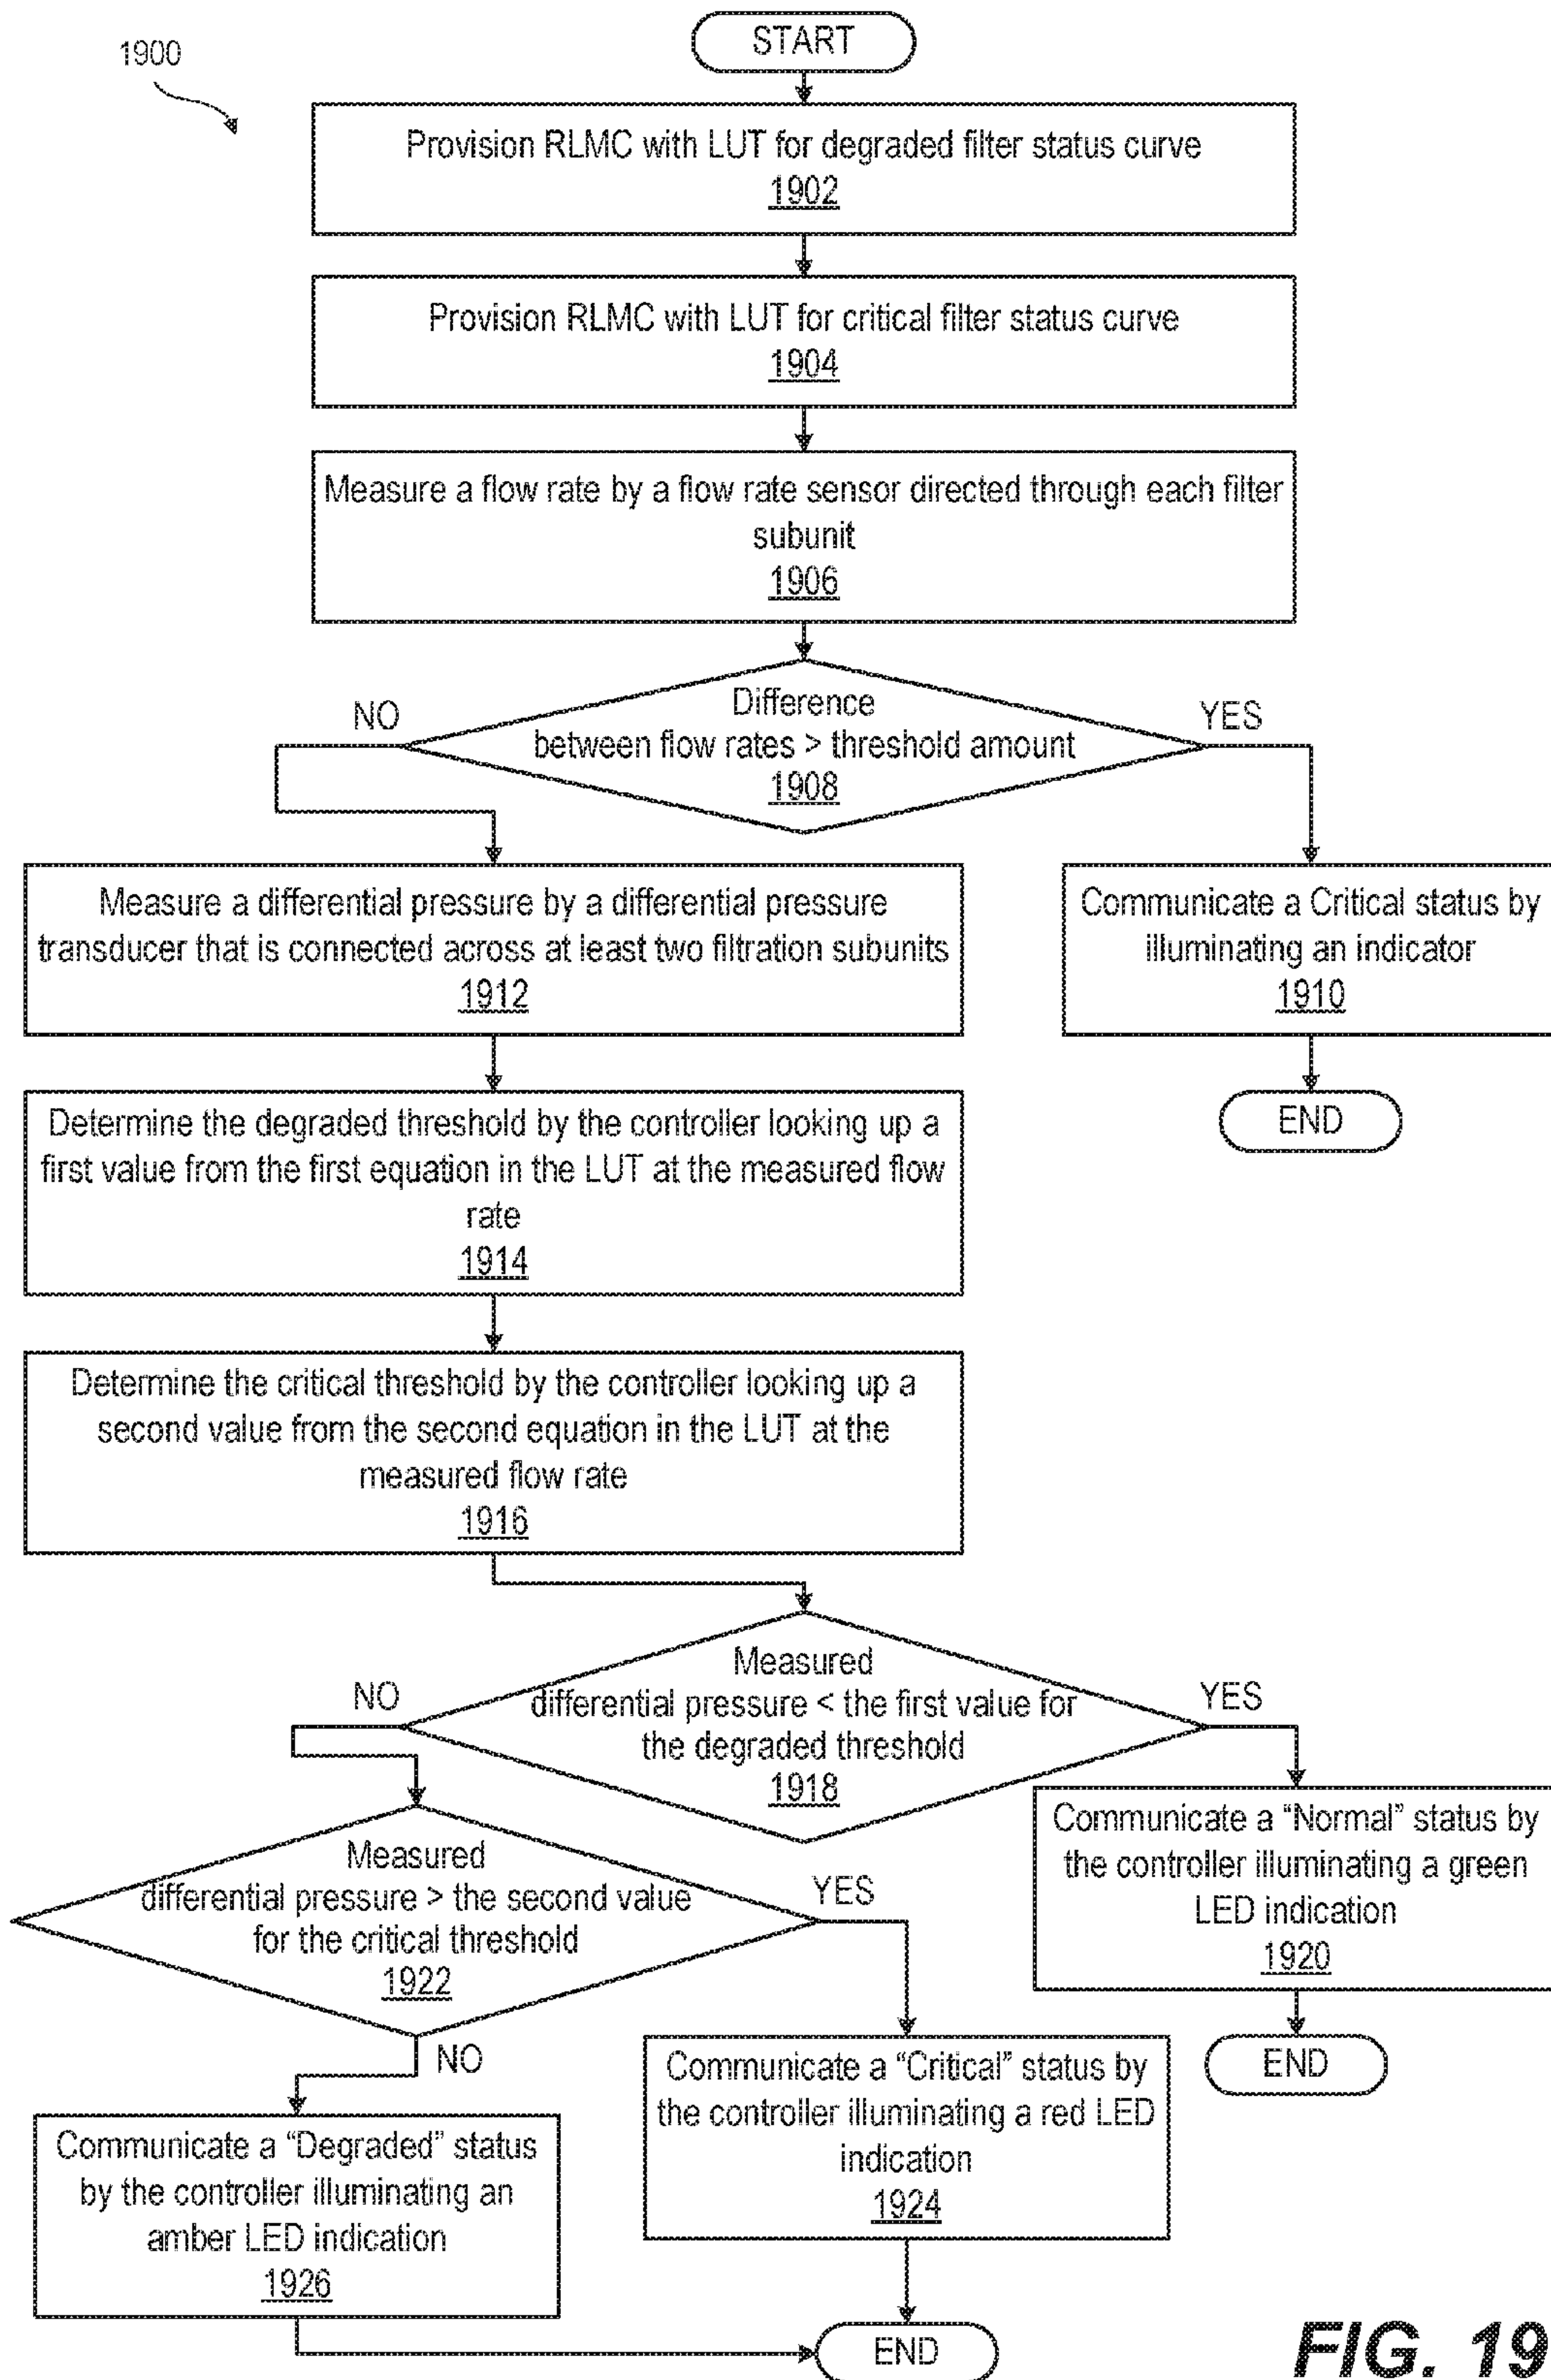 1900
START
Provision RLMC with LUT for degraded filter status curve
1902
Provision RLMC with LUT for critical filter status curve
1904
Measure a flow rate by a flow rate sensor directed through each filter
subunit
1906
Difference
between flow rates > threshold amount
1908
NO
YES
Measure a differential pressure by a differential pressure
transducer that is connected across at least two filtration subunits
1912
Communicate a Critical status by
illuminating an indicator
1910
END
Determine the degraded threshold by the controller looking up a
first value from the first equation in the LUT at the measured flow
rate
1914
Determine the critical threshold by the controller looking up a
second value from the second equation in the LUT at the
measured flow rate
1916
Measured
differential pressure < the first value for
the degraded threshold
1918
NO
YES
Communicate a “Normal” status by
the controller illuminating a green
LED indication
1920
END
Measured
differential pressure > the second value
for the critical threshold
1922
YES
NO
Communicate a “Critical” status by
the controller illuminating a red LED
indication
1924
Communicate a “Degraded” status
by the controller illuminating an
amber LED indication
1926
END
FIG. 19